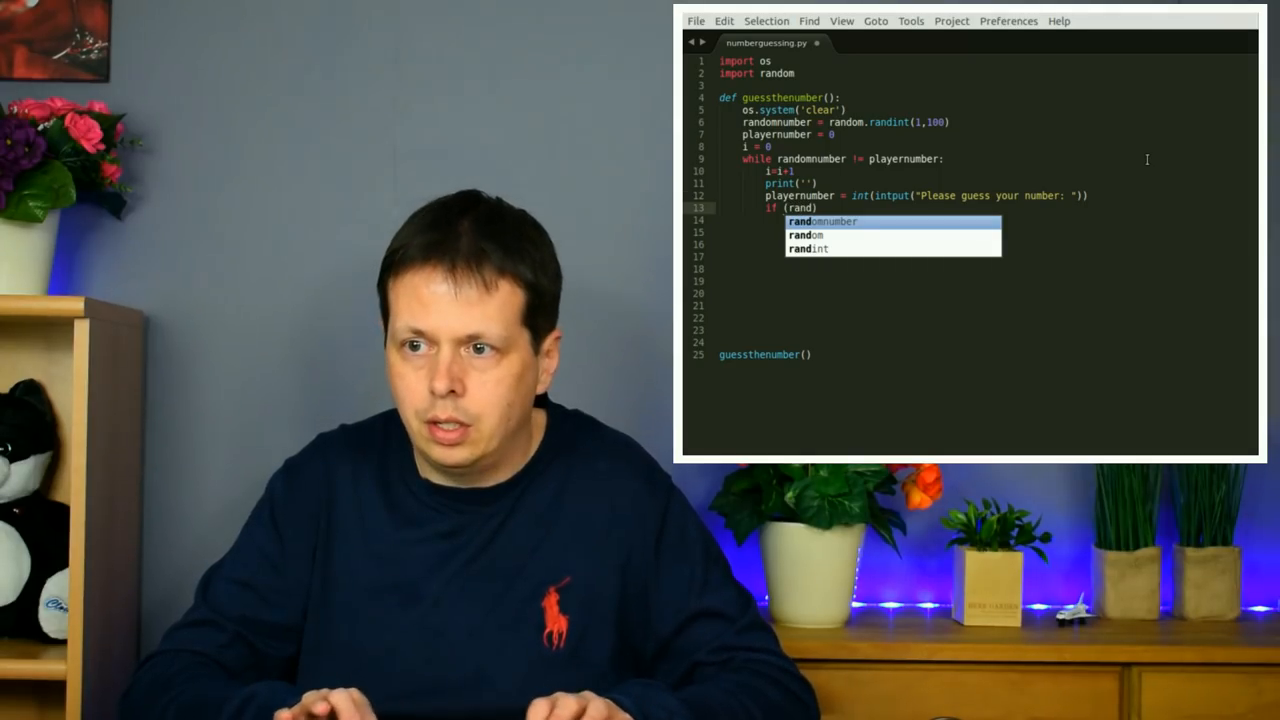 File Edit Selection Find View Goto Tools Project Preferences Help
numberguessing.py
1 import os
2 import random
3
4 def guessthenumber():
5 os.system('clear')
6 randomnumber = random.randint(1,100)
7 playernumber = 0
8 i = 0
9 while randomnumber != playernumber:
10 i=i+1
11 print('')
12 playernumber = int(intput("Please guess your number: "))
13 if (rand)
14 randomnumber
15 random
16 randint
17
18
19
20
21
22
23
24
25 guessthenumber()
HERB GARDEN